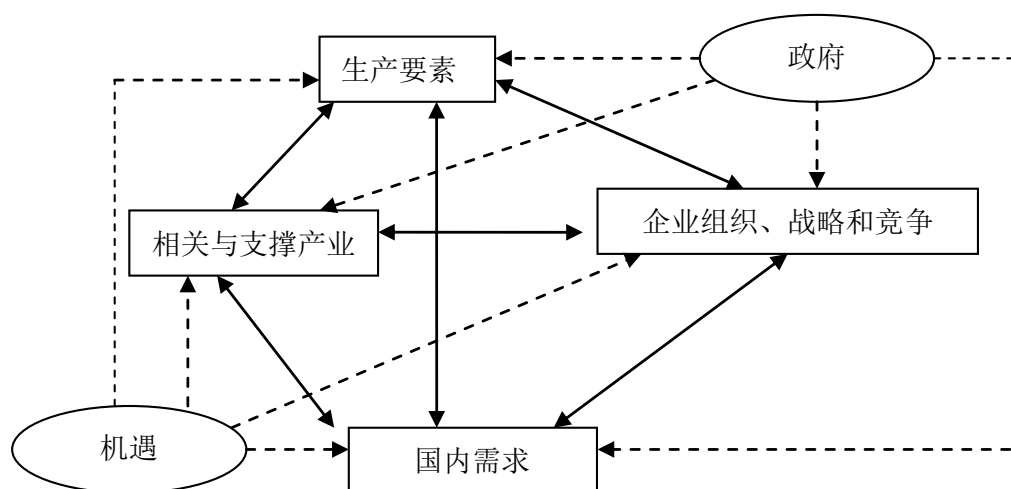 生产要素
政府
企业组织、战略和竞争
相关与支撑产业
机遇
国内需求